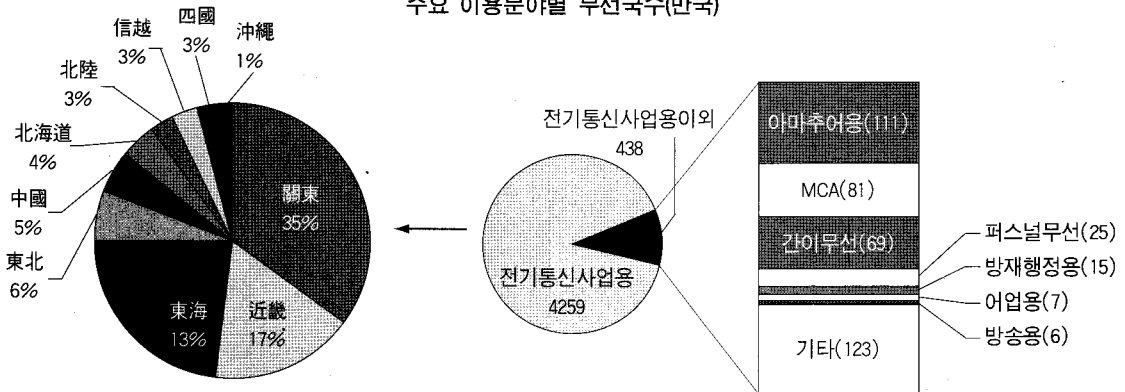 주요 이용분야별 무선국수(만국)
信越
3%
四國
3%
沖繩
1%
北陸
3%
北海道
4%
中國
5%
東北
6%
東海
13%
近畿
17%
關東
35%
전기통신사업용이외
438
전기통신사업용
4259
아마추어용(111)
MCA(81)
간이무선(69)
퍼스널무선(25)
방재행정용(15)
어업용(7)
방송용(6)
기타(123)